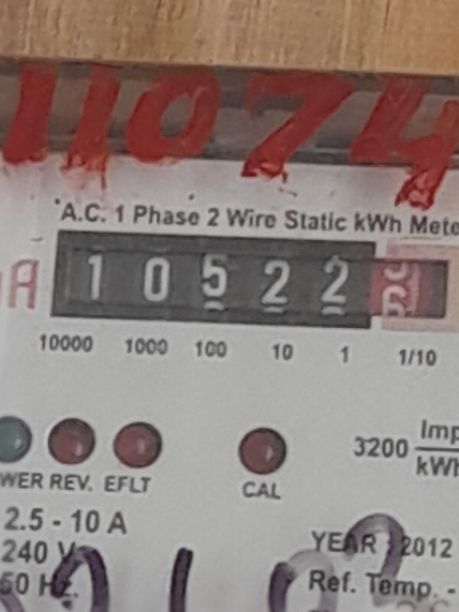 11074
A.C. 1 Phase 2 Wire Static kWh Mete
A 1 0 5 2 2
10000 1000 100 10 1 1/10
3200 Imp kWh
WER REV. EFLT CAL
2.5 - 10 A
240 V YEAR : 2012
50 Hz. Ref. Temp. -